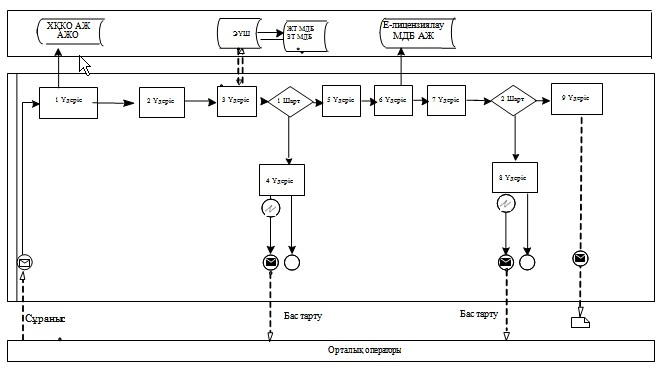 ХҚКО АЖ
АЖО
ЭҮШ
ЖТ МДБ
ЗТ МДБ
Е-лицензиялау
МДБ АЖ
1 Үдеріс
2 Үдеріс
3 Үдеріс
1 Шарт
5 Үдеріс
6 Үдеріс
7 Үдеріс
2 Шарт
9 Үдеріс
4 Үдеріс
8 Үдеріс
Сұраныс
Бас тарту
Бас тарту
Орталық операторы